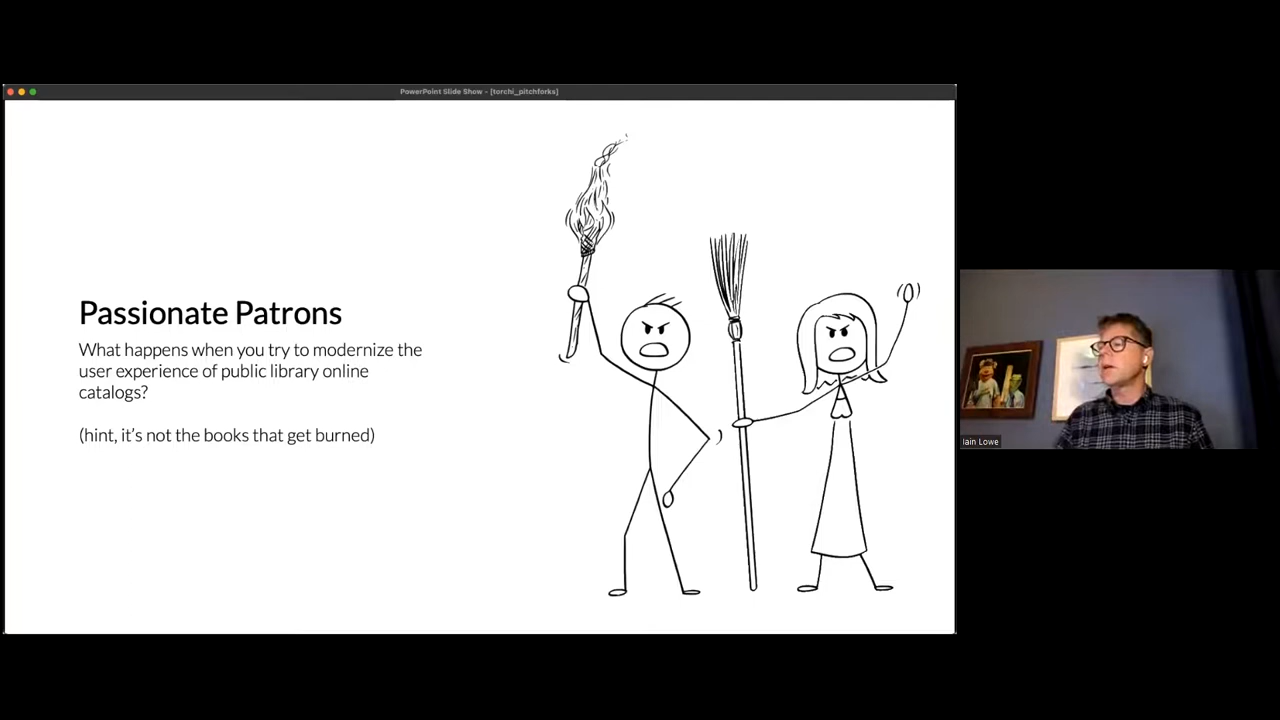 PowerPoint Slide Show - [torchi_pitchforks]
Passionate Patrons
What happens when you try to modernize the
user experience of public library online
catalogs?
(hint, it’s not the books that get burned)
Iain Lowe